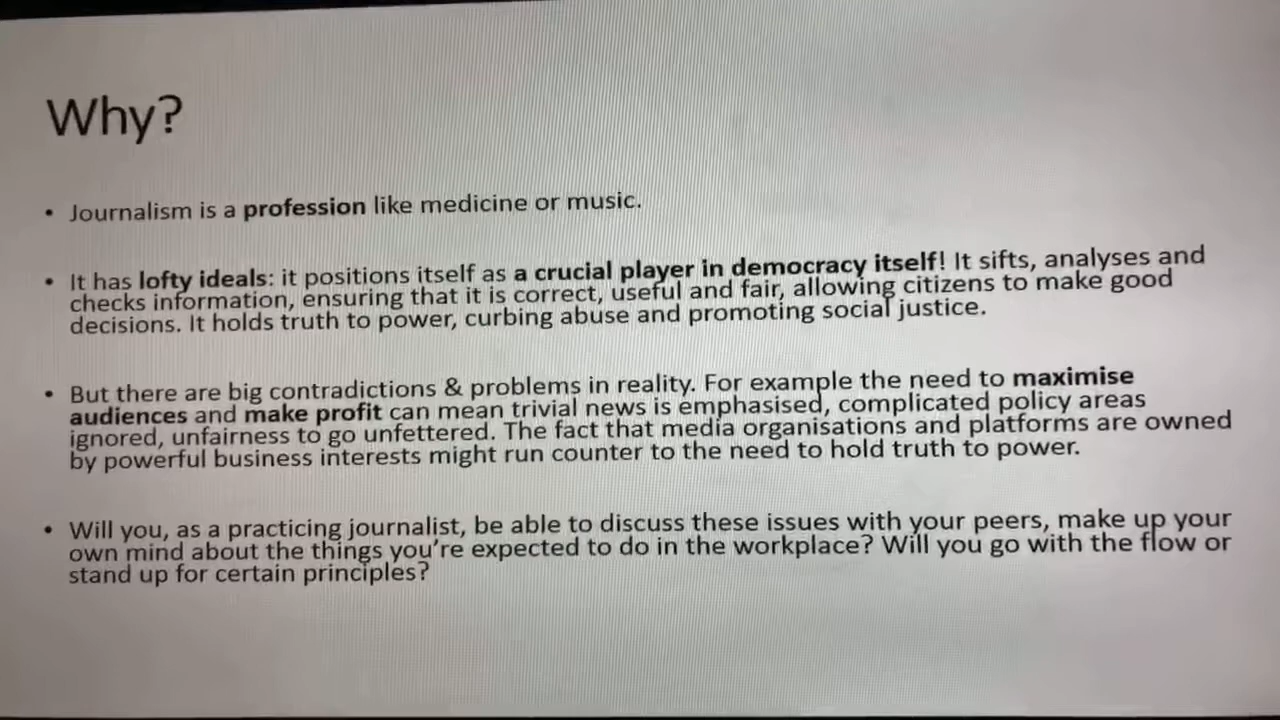 Why?
• Journalism is a profession like medicine or music.
• It has lofty ideals: it positions itself as a crucial player in democracy itself! It sifts, analyses and
checks information, ensuring that it is correct, useful and fair, allowing citizens to make good
decisions. It holds truth to power, curbing abuse and promoting social justice.
• But there are big contradictions & problems in reality. For example the need to maximise
audiences and make profit can mean trivial news is emphasised, complicated policy areas
ignored, unfairness to go unfettered. The fact that media organisations and platforms are owned
by powerful business interests might run counter to the need to hold truth to power.
• Will you, as a practicing journalist, be able to discuss these issues with your peers, make up your
own mind about the things you're expected to do in the workplace? Will you go with the flow or
stand up for certain principles?